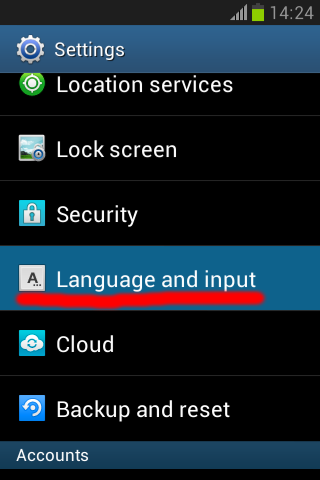 14:24
Settings
Location services
Lock screen
Security
A...
Language and input
Cloud
Backup and reset
Accounts